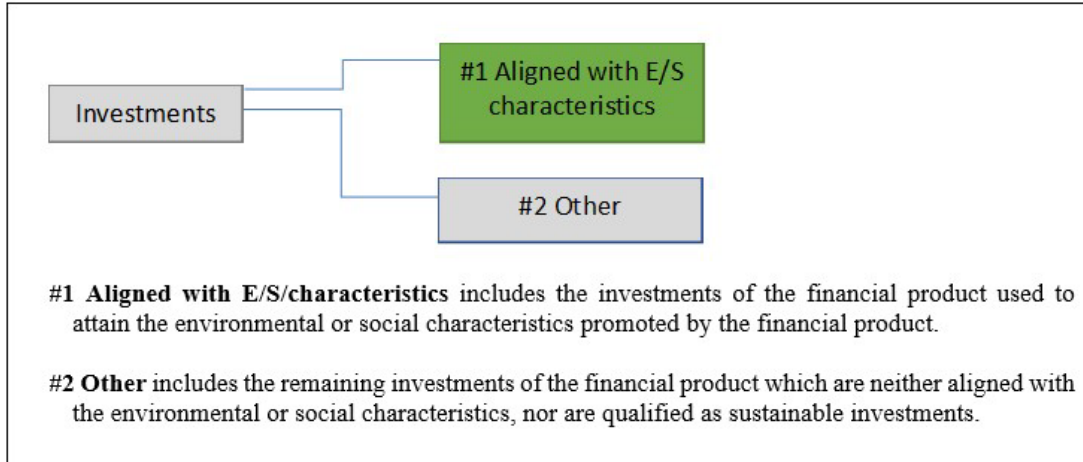 #1 Aligned with E/S
characteristics
Investments
#2 Other
#1 Aligned with E/S/characteristics includes the investments of the financial product used to
attain the environmental or social characteristics promoted by the financial product.
#2 Other includes the remaining investments of the financial product which are neither aligned with
the environmental or social characteristics, nor are qualified as sustainable investments.